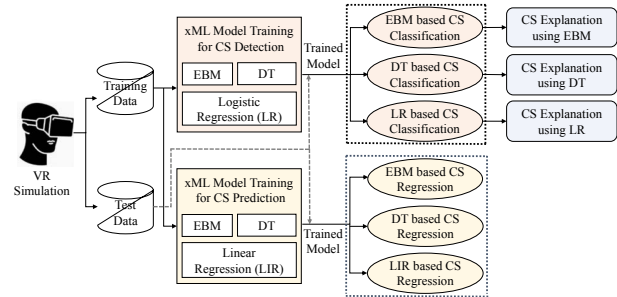 VR
Simulation
Training
Data
Test
Data
xML Model Training
for CS Detection
EBM
DT
Logistic
Regression (LR)
Trained
Model
EBM based CS
Classification
DT based CS
Classification
LR based CS
Classification
CS Explanation
using EBM
CS Explanation
using DT
CS Explanation
using LR
xML Model Training
for CS Prediction
EBM
DT
Linear
Regression (LIR)
Trained
Model
EBM based CS
Regression
DT based CS
Regression
LIR based CS
Regression